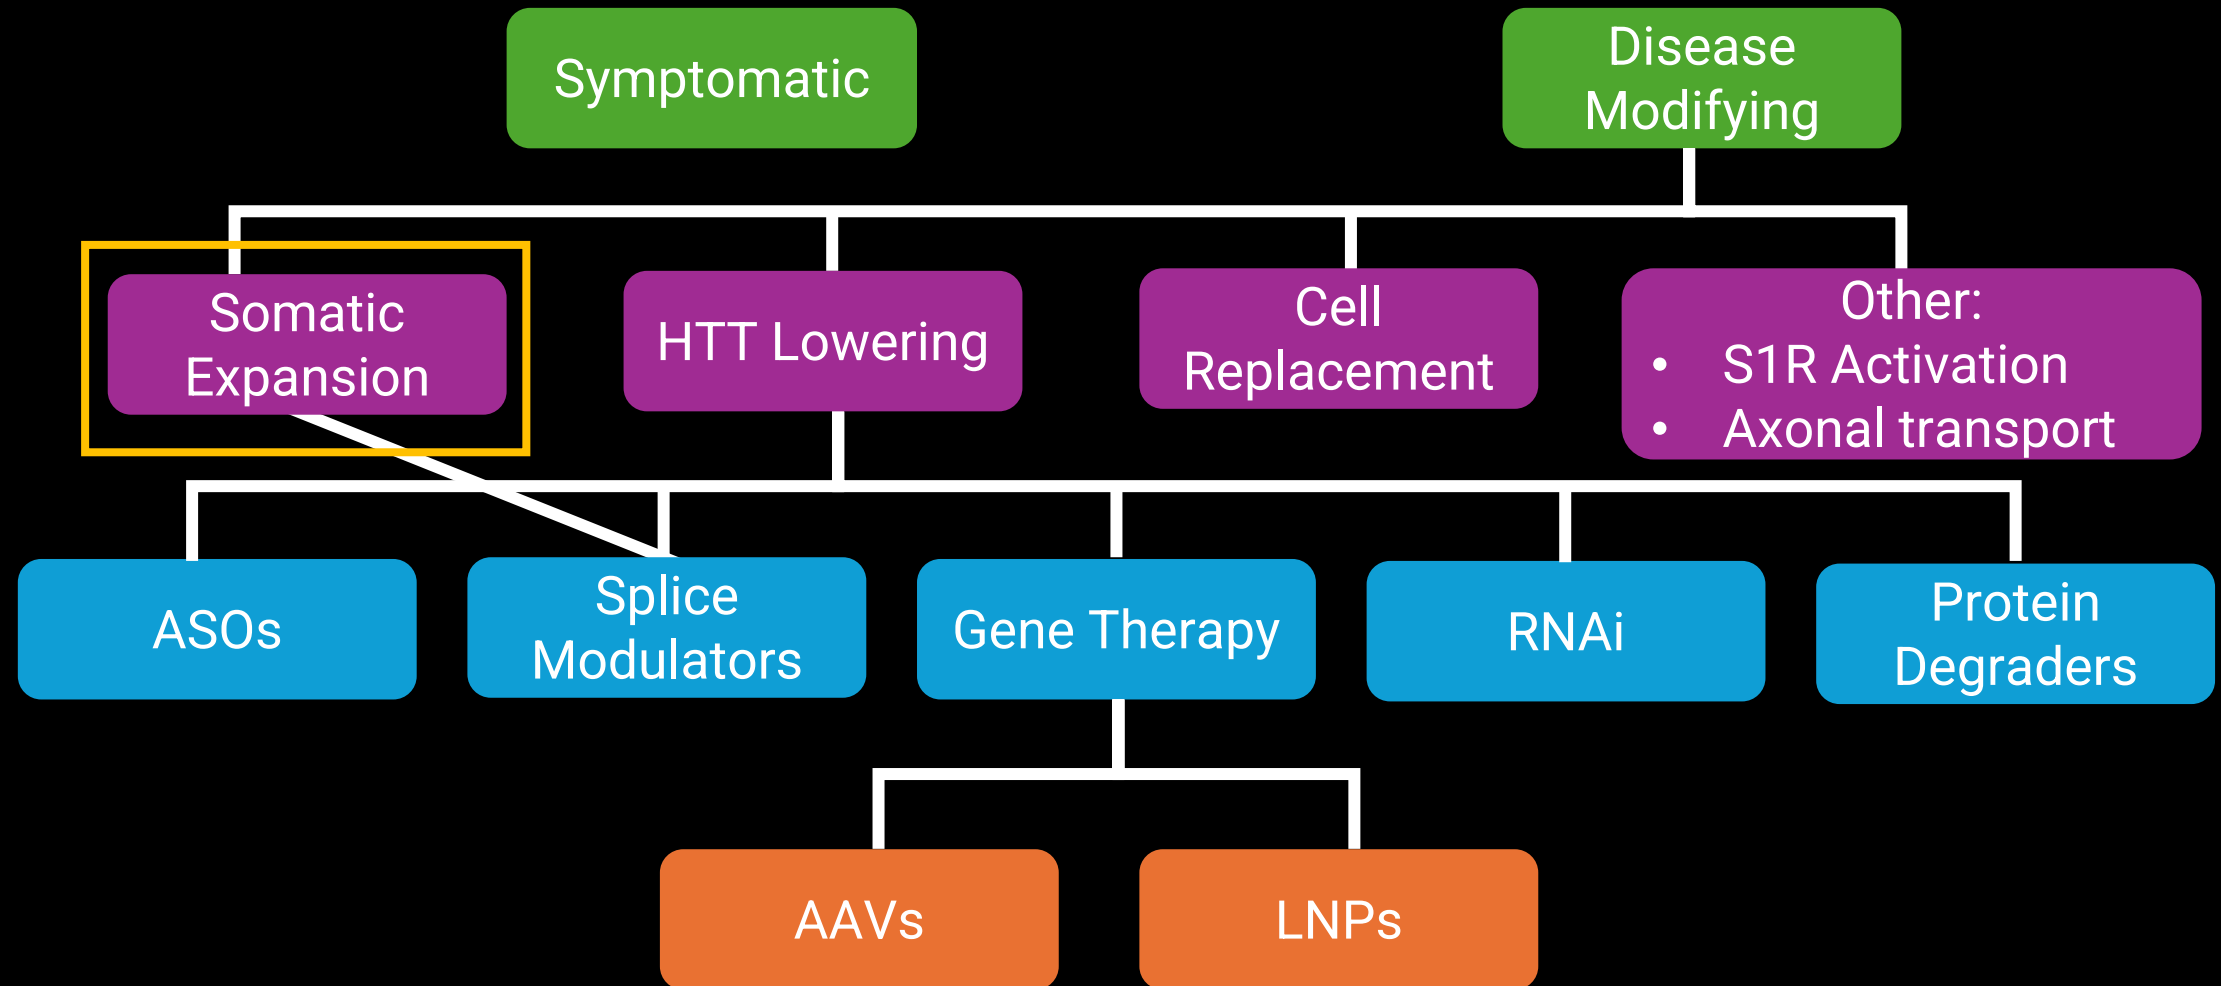 Symptomatic
Disease
Modifying
Somatic
Expansion
HTT Lowering
Cell
Replacement
Other:
• S1R Activation
• Axonal transport
ASOs
Splice
Modulators
Gene Therapy
RNAi
Protein
Degraders
AAVs
LNPs